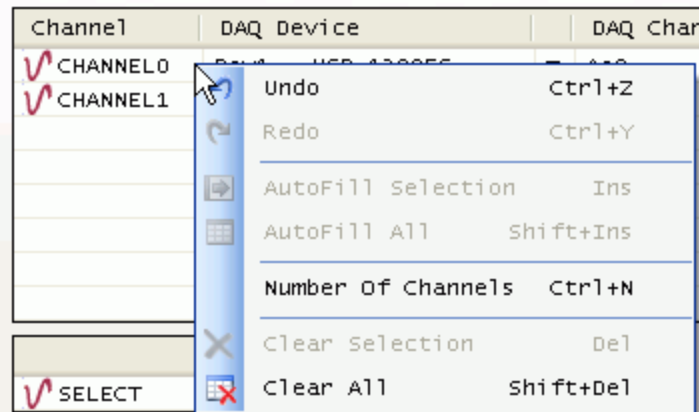 Channel DAQ Device DAQ Chan
CHANNEL0
CHANNEL1
Undo Ctrl+Z
Redo Ctrl+Y
AutoFill Selection Ins
AutoFill All Shift+Ins
Number Of Channels Ctrl+N
Clear Selection Del
SELECT Clear All Shift+Del